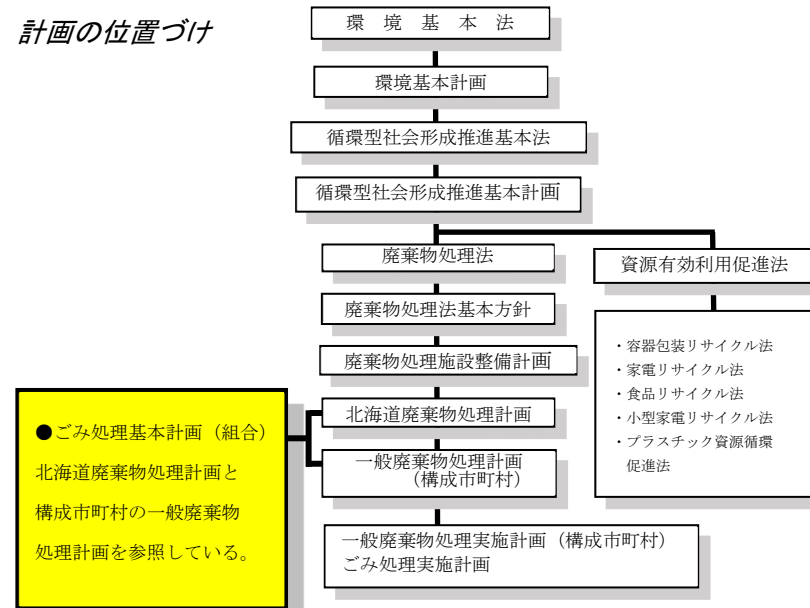 計画の位置づけ
環境基本法
環境基本計画
循環型社会形成推進基本法
循環型社会形成推進基本計画
廃棄物処理法
資源有効利用促進法
廃棄物処理法基本方針
・容器包装リサイクル法
・家電リサイクル法
・食品リサイクル法
・小型家電リサイクル法
・プラスチック資源循環
促進法
廃棄物処理施設整備計画
北海道廃棄物処理計画
●ごみ処理基本計画（組合）
北海道廃棄物処理計画と
構成市町村の一般廃棄物
処理計画を参照している。
一般廃棄物処理計画
（構成市町村）
一般廃棄物処理実施計画（構成市町村）
ごみ処理実施計画